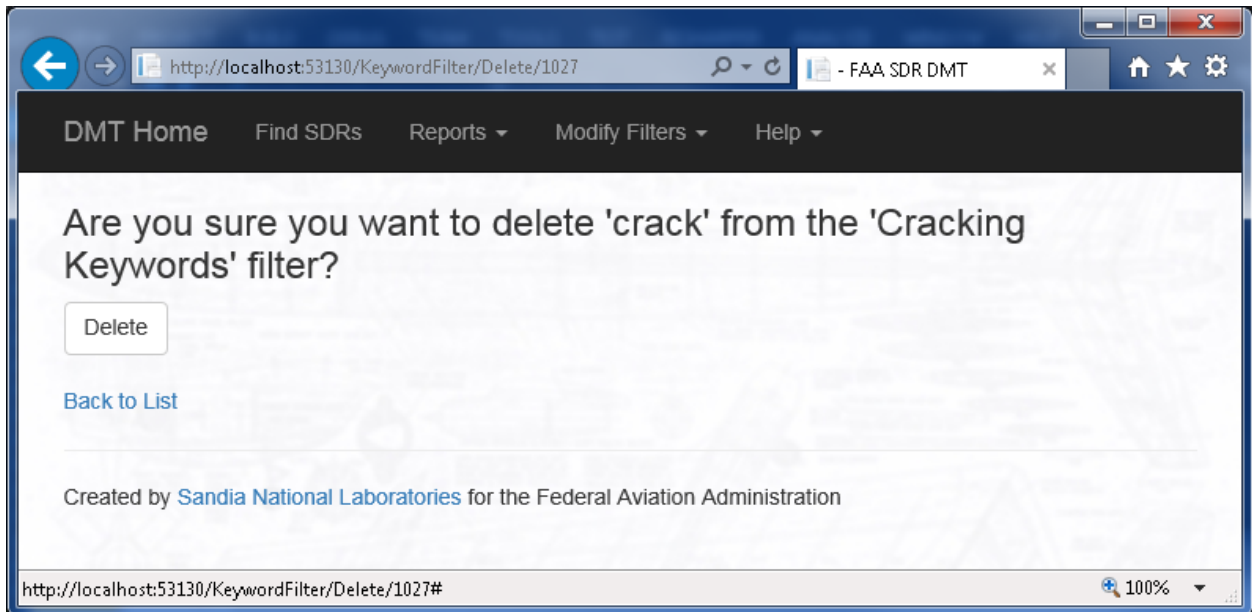 http://localhost:53130/KeywordFilter/Delete/1027
- FAA SDR DMT
DMT Home Find SDRs Reports Modify Filters Help
Are you sure you want to delete 'crack' from the 'Cracking
Keywords' filter?
Delete
Back to List
Created by Sandia National Laboratories for the Federal Aviation Administration
http://localhost:53130/KeywordFilter/Delete/1027#
100%